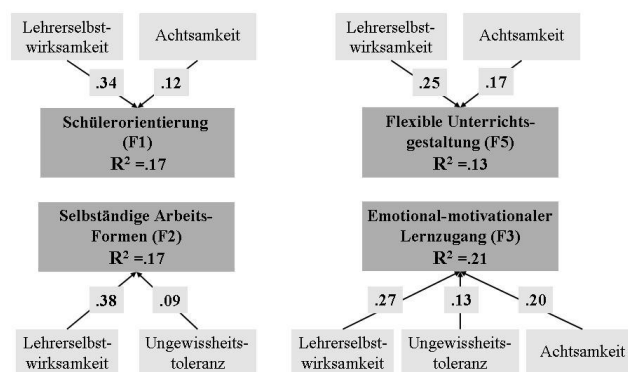 Lehrerselbst-
wirksamkeit
Achtsamkeit
.34
.12
Schülerorientierung
(F1)
R² =.17
Lehrerselbst-
wirksamkeit
Achtsamkeit
.25
.17
Flexible Unterrichts-
gestaltung (F5)
R² =.13
Selbständige Arbeits-
Formen (F2)
R² =.17
.38
.09
Lehrerselbst-
wirksamkeit
Ungewissheits-
toleranz
Emotional-motivationaler
Lernzugang (F3)
R² =.21
.27
.13
.20
Lehrerselbst-
wirksamkeit
Ungewissheits-
toleranz
Achtsamkeit